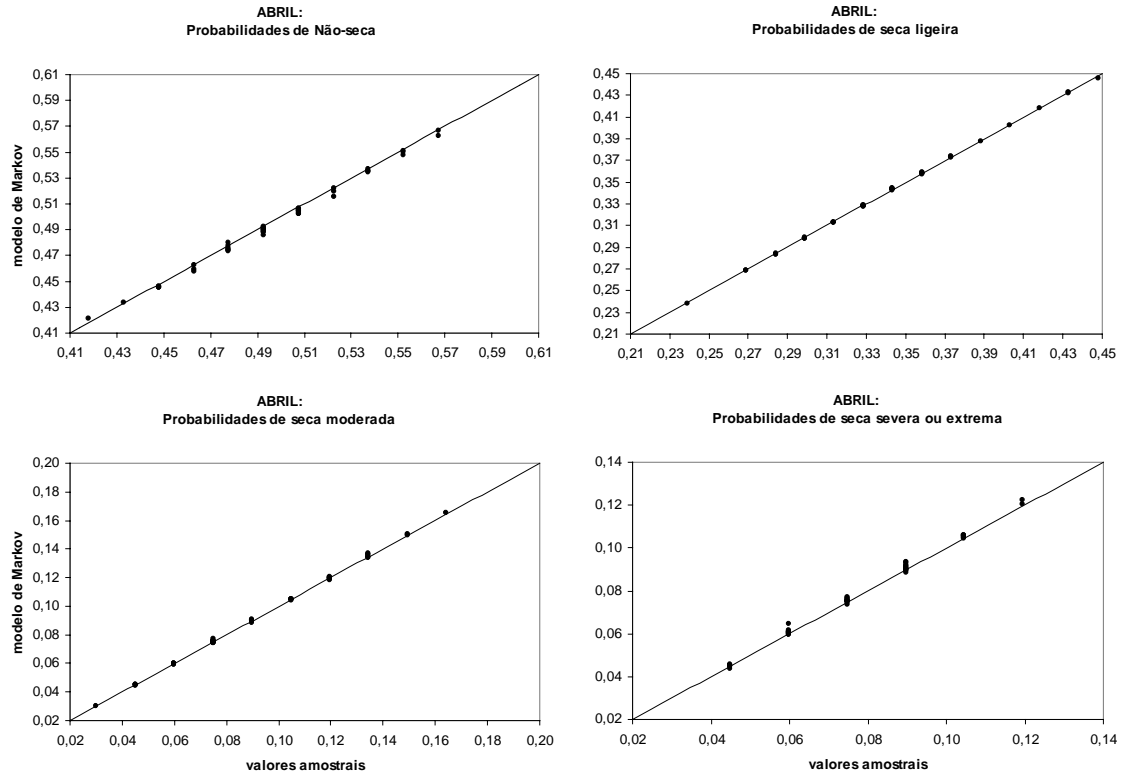 ABRIL:
Probabilidades de Não-seca
0,61
0,59
0,57
0,55
0,53
0,51
0,49
0,47
0,45
0,43
0,41
0,41 0,43 0,45 0,47 0,49 0,51 0,53 0,55 0,57 0,59 0,61
modelo de Markov
ABRIL:
Probabilidades de seca ligeira
0,45
0,43
0,41
0,39
0,37
0,35
0,33
0,31
0,29
0,27
0,25
0,23
0,21
0,21 0,23 0,25 0,27 0,29 0,31 0,33 0,35 0,37 0,39 0,41 0,43 0,45
ABRIL:
Probabilidades de seca moderada
0,20
0,18
0,16
0,14
0,12
0,10
0,08
0,06
0,04
0,02
0,02 0,04 0,06 0,08 0,10 0,12 0,14 0,16 0,18 0,20
modelo de Markov
valores amostrais
ABRIL:
Probabilidades de seca severa ou extrema
0,14
0,12
0,10
0,08
0,06
0,04
0,02
0,02 0,04 0,06 0,08 0,10 0,12 0,14
valores amostrais